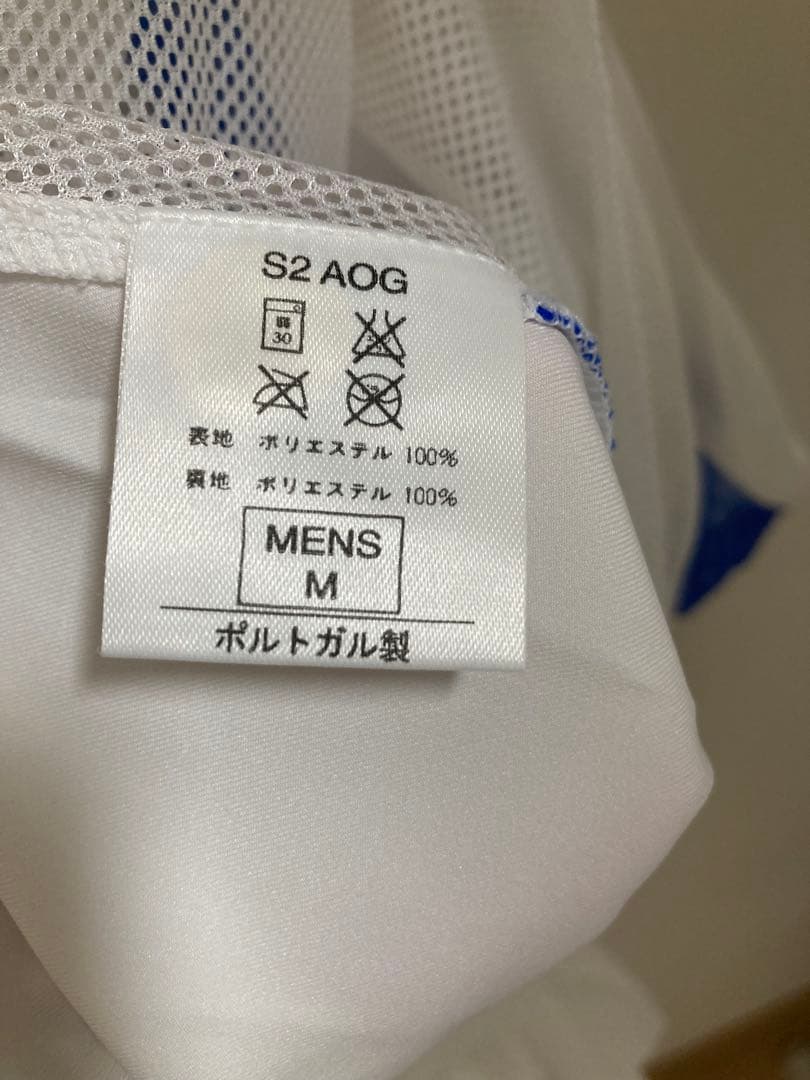 S2 AOG
30
表地 ポリエステル 100%
裏地 ポリエステル 100%
MENS
M
ポルトガル製